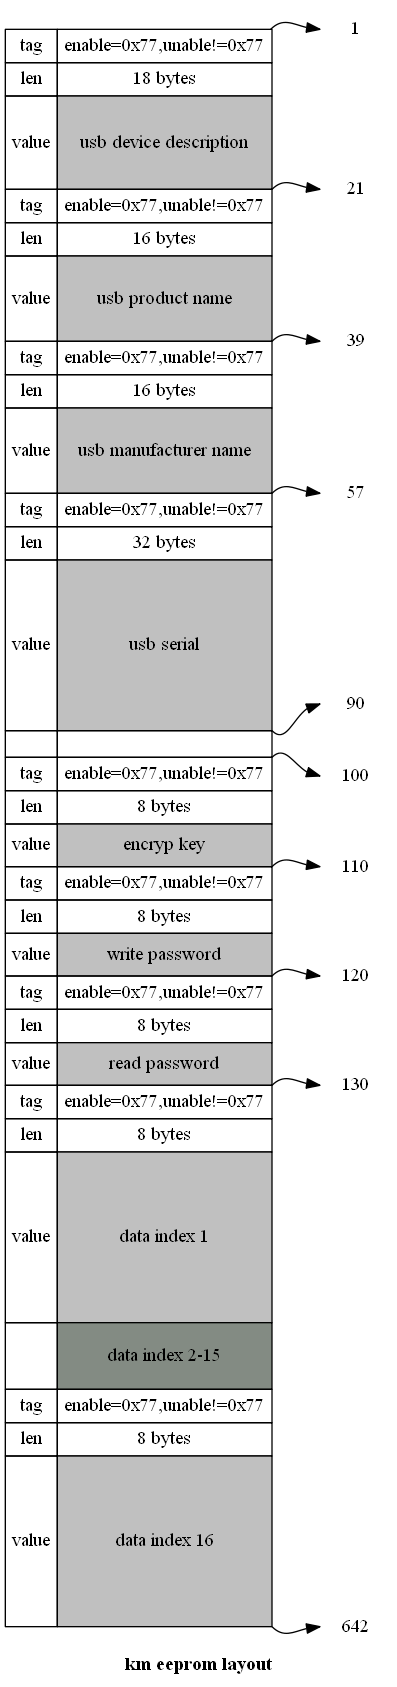 1
tag enable=0x77,unable!=0x77
len 18 bytes
value usb device description
21
tag enable=0x77,unable!=0x77
len 16 bytes
value usb product name
39
tag enable=0x77,unable!=0x77
len 16 bytes
value usb manufacturer name
57
tag enable=0x77,unable!=0x77
len 32 bytes
value usb serial
90
100
tag enable=0x77,unable!=0x77
len 8 bytes
value encryp key
110
tag enable=0x77,unable!=0x77
len 8 bytes
value write password
120
tag enable=0x77,unable!=0x77
len 8 bytes
value read password
130
tag enable=0x77,unable!=0x77
len 8 bytes
value data index 1
data index 2-15
tag enable=0x77,unable!=0x77
len 8 bytes
value data index 16
642
km eeprom layout